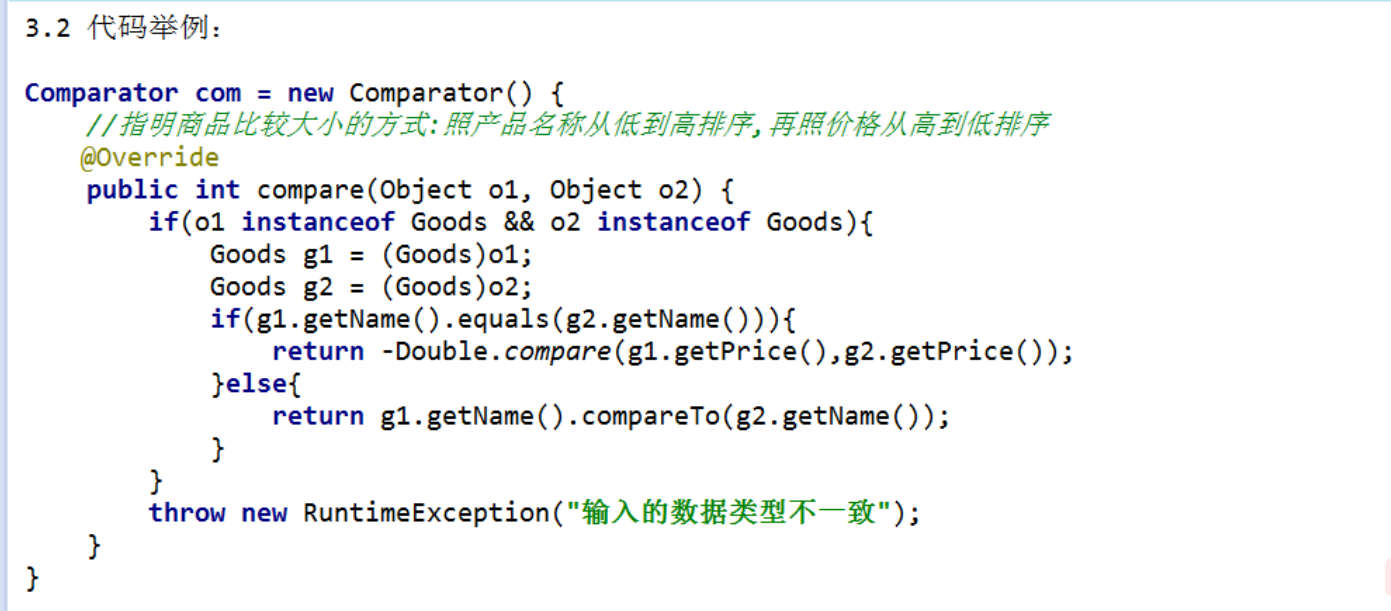 3.2 代码举例：
Comparator com = new Comparator() {
//指明商品比较大小的方式:照产品名称从低到高排序,再照价格从高到低排序
@Override
public int compare(Object o1, Object o2) {
if(o1 instanceof Goods && o2 instanceof Goods){
Goods g1 = (Goods)o1;
Goods g2 = (Goods)o2;
if(g1.getName().equals(g2.getName())){
return -Double.compare(g1.getPrice(),g2.getPrice());
}else{
return g1.getName().compareTo(g2.getName());
}
}
throw new RuntimeException("输入的数据类型不一致");
}
}